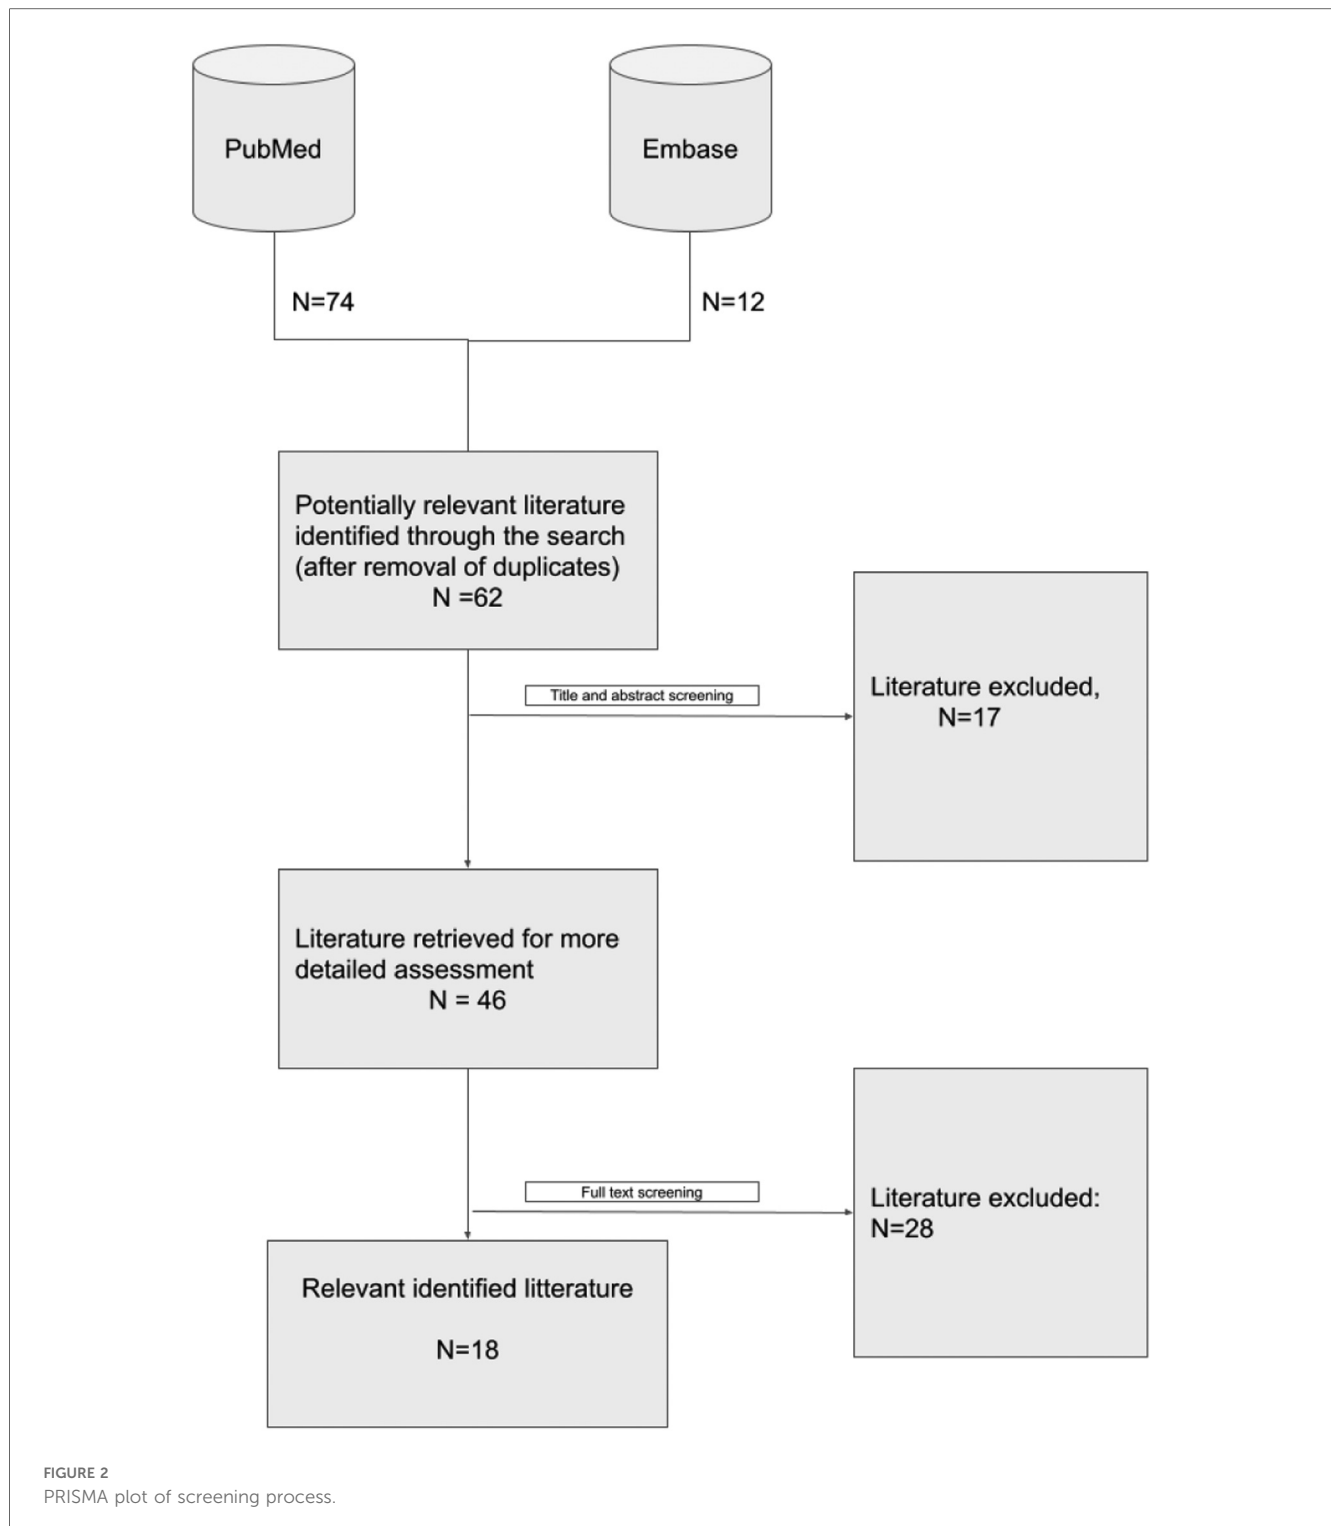 PubMed
Embase
N=74
N=12
Potentially relevant literature
identified through the search
(after removal of duplicates)
N =62
Title and abstract screening
Literature excluded,
N=17
Literature retrieved for more
detailed assessment
N = 46
Full text screening
Literature excluded:
N=28
Relevant identified litterature
N=18
FIGURE 2
PRISMA plot of screening process.